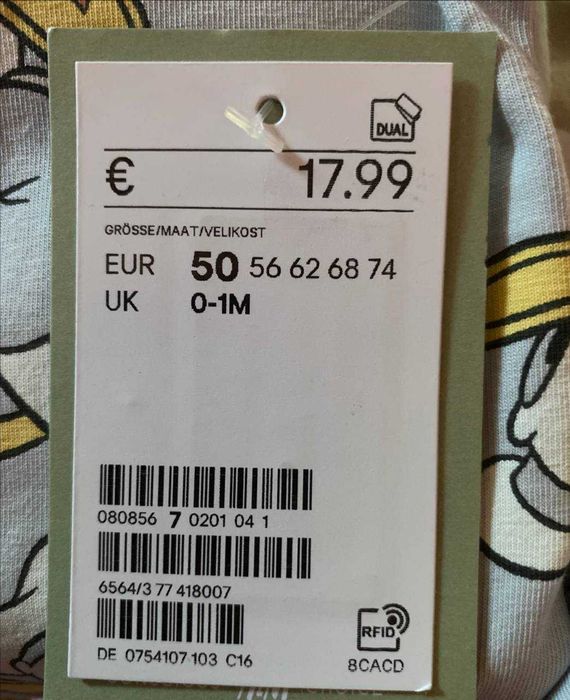 DUAL
€ 17.99
GRÖSSE/MAAT/VELIKOST
EUR 50 56 62 68 74
UK 0-1M
080856 7 0201 04 1
6564/3 77 418007
RFID
DE 0754107 103 C16
8CACD